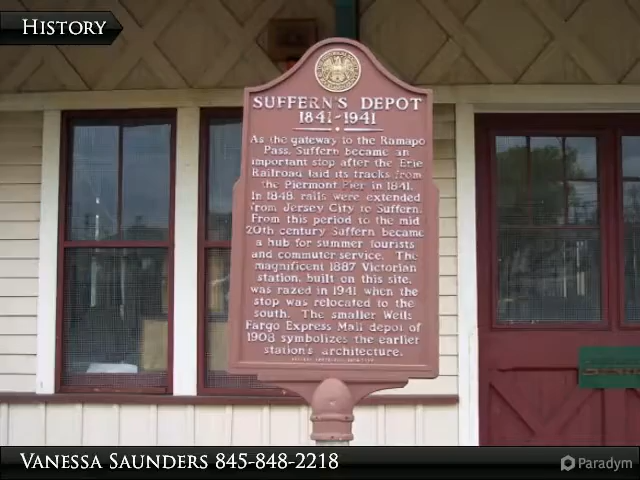 HISTORY
SUFFERN'S DEPOT
1841-1941
As the gateway to the Ramapo
Pass, Suffern became an
important stop after the Erie
Railroad laid its tracks from
the Piermont Pier in 1841.
In 1848, rails were extended
from Jersey City to Suffern.
From this period to the mid
20th century Suffern became
a hub for summer tourists
and commuter service. The
magnificent 1887 Victorian
station, built on this site,
was razed in 1941 when the
stop was relocated to the
south. The smaller Wells
Fargo Express Mail depot of
1908 symbolizes the earlier
station's architecture.
VANESSA SAUNDERS 845-848-2218
Paradym